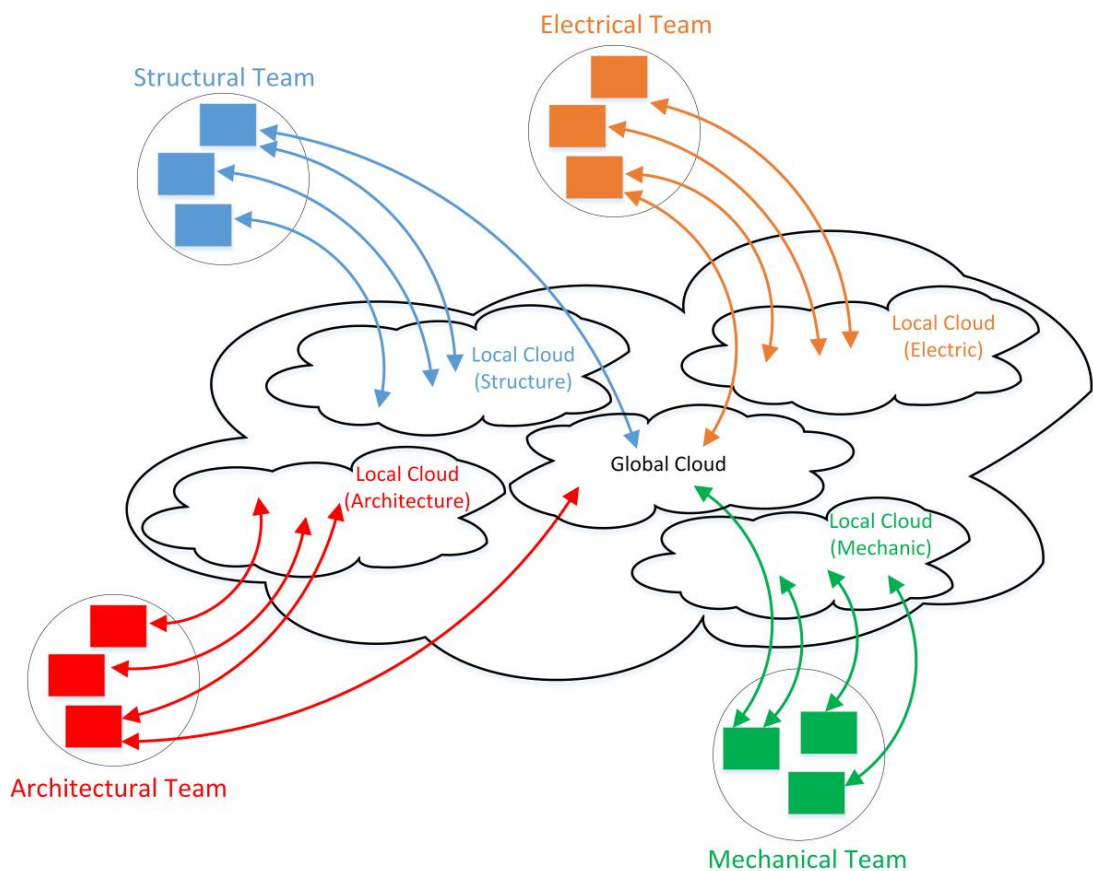 Electrical Team
Structural Team
Local Cloud
(Electric)
Local Cloud
(Structure)
Global Cloud
Local Cloud
(Architecture)
Local Cloud
(Mechanic)
Architectural Team
Mechanical Team